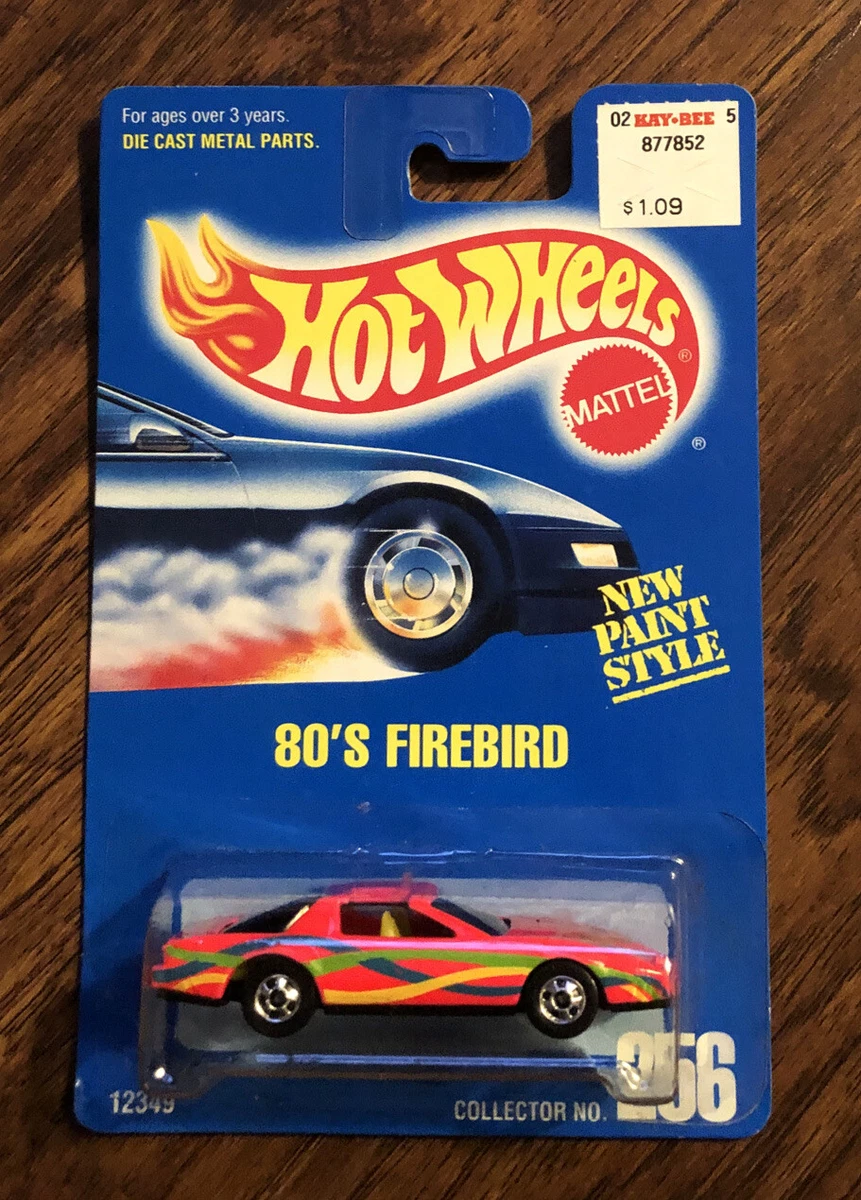 For ages over 3 years.
DIE CAST METAL PARTS.
02 KAY•BEE 5
877852
$1.09
HOT WHEELS
®
MATTEL
®
NEW
PAINT
STYLE
80'S FIREBIRD
12349
COLLECTOR NO. 256